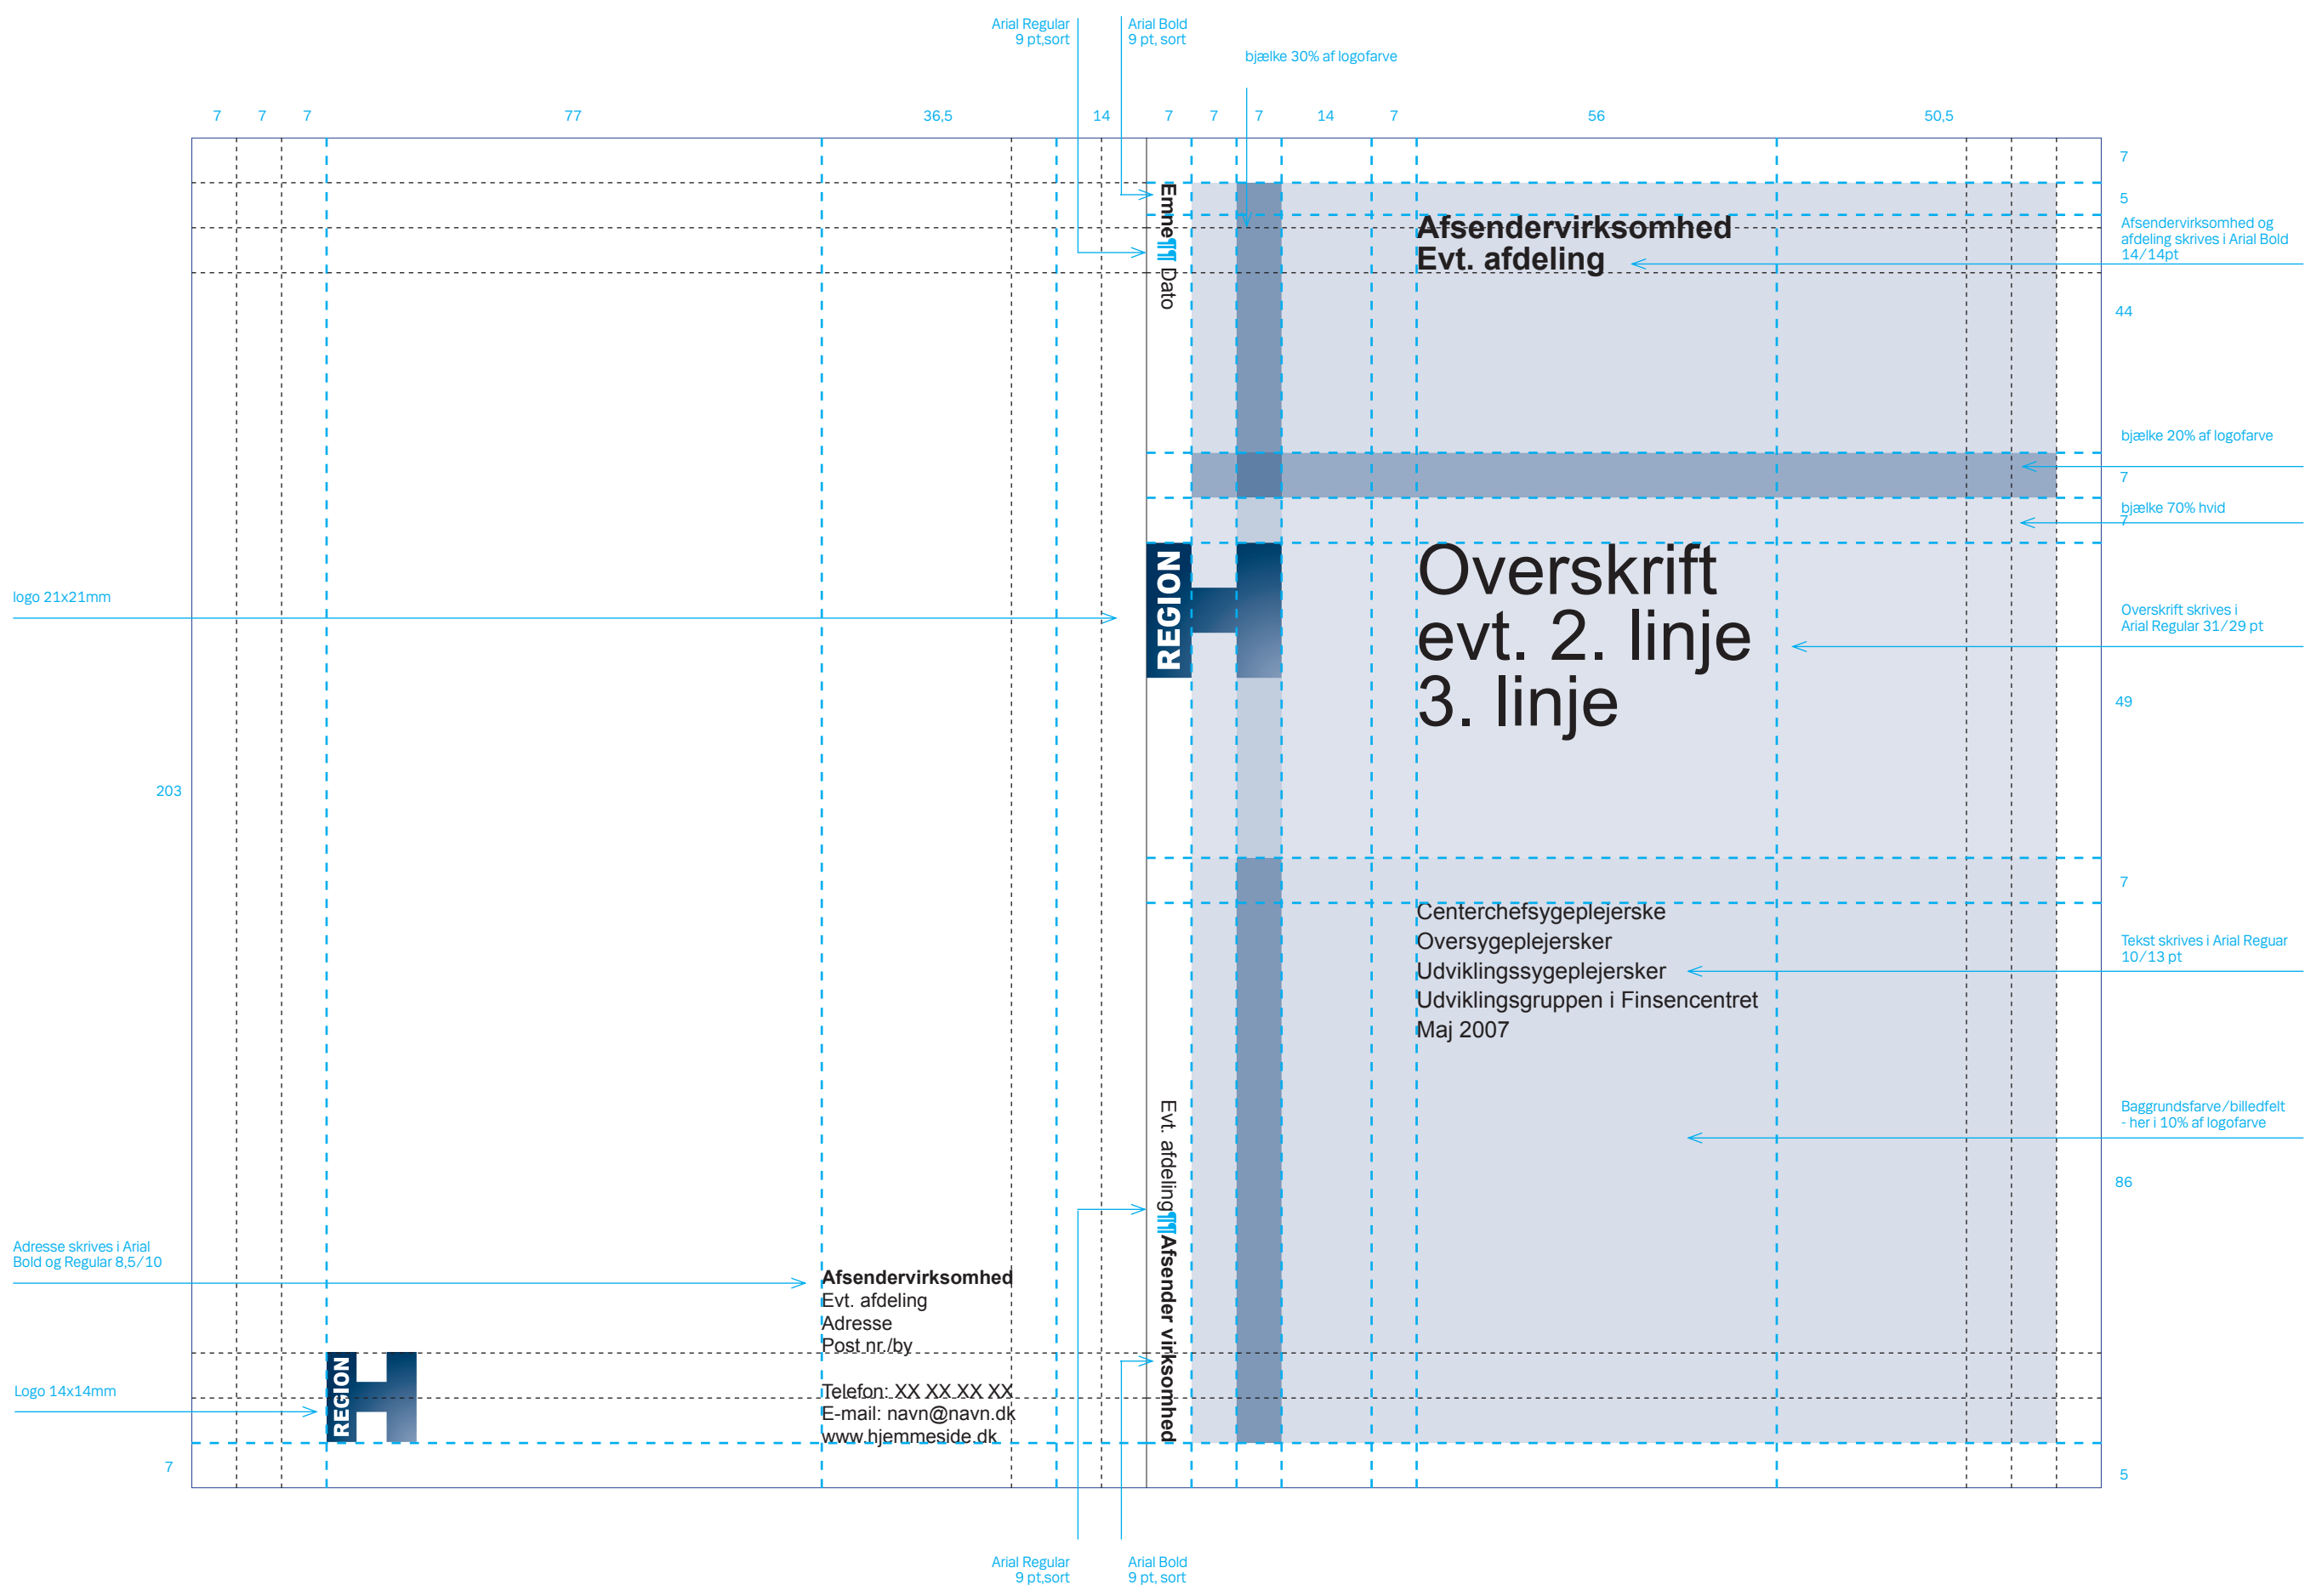 Arial Regular
9 pt,sort
Arial Bold
9 pt, sort
bjælke 30% af logofarve
7 7 7 77 36,5 14 7 7 7 14 7 56 50,5
7
5
Afsendervirksomhed og
afdeling skrives i Arial Bold
14/14pt
44
bjælke 20% af logofarve
7
bjælke 70% hvid
7
Overskrift skrives i
Arial Regular 31/29 pt
49
7
Tekst skrives i Arial Reguar
10/13 pt
Baggrundsfarve/billedfelt
- her i 10% af logofarve
86
5
logo 21x21mm
203
Adresse skrives i Arial
Bold og Regular 8,5/10
Logo 14x14mm
7
REGION
Afsendervirksomhed
Evt. afdeling
Adresse
Post nr./by
Telefon: XX XX XX XX
E-mail: navn@navn.dk
www.hjemmeside.dk
Emne¶¶ Dato
REGION
Evt. afdeling¶¶Afsender virksomhed
Afsendervirksomhed
Evt. afdeling
Overskrift
evt. 2. linje
3. linje
Centerchefsygeplejerske
Oversygeplejersker
Udviklingssygeplejersker
Udviklingsgruppen i Finsencentret
Maj 2007
Arial Regular
9 pt,sort
Arial Bold
9 pt, sort